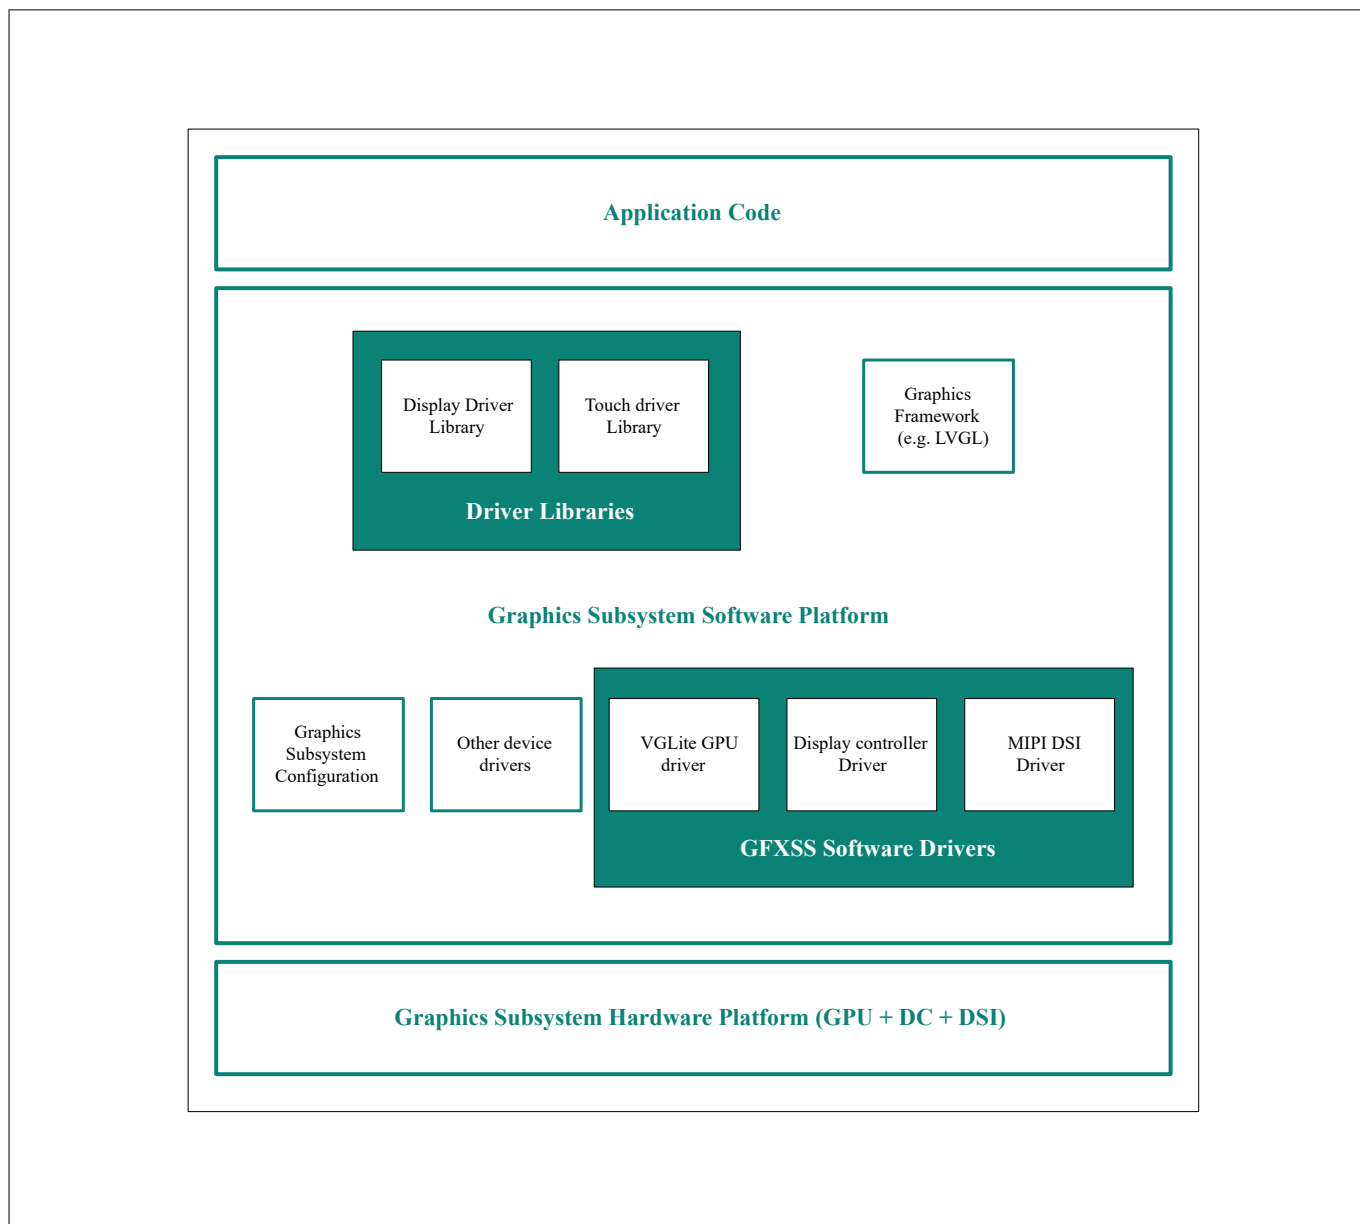 Application Code
Display Driver
Library
Touch driver
Library
Graphics
Framework
(e.g. LVGL)
Driver Libraries
Graphics Subsystem Software Platform
Graphics
Subsystem
Configuration
Other device
drivers
VGLite GPU
driver
Display controller
Driver
MIPI DSI
Driver
GFXSS Software Drivers
Graphics Subsystem Hardware Platform (GPU + DC + DSI)